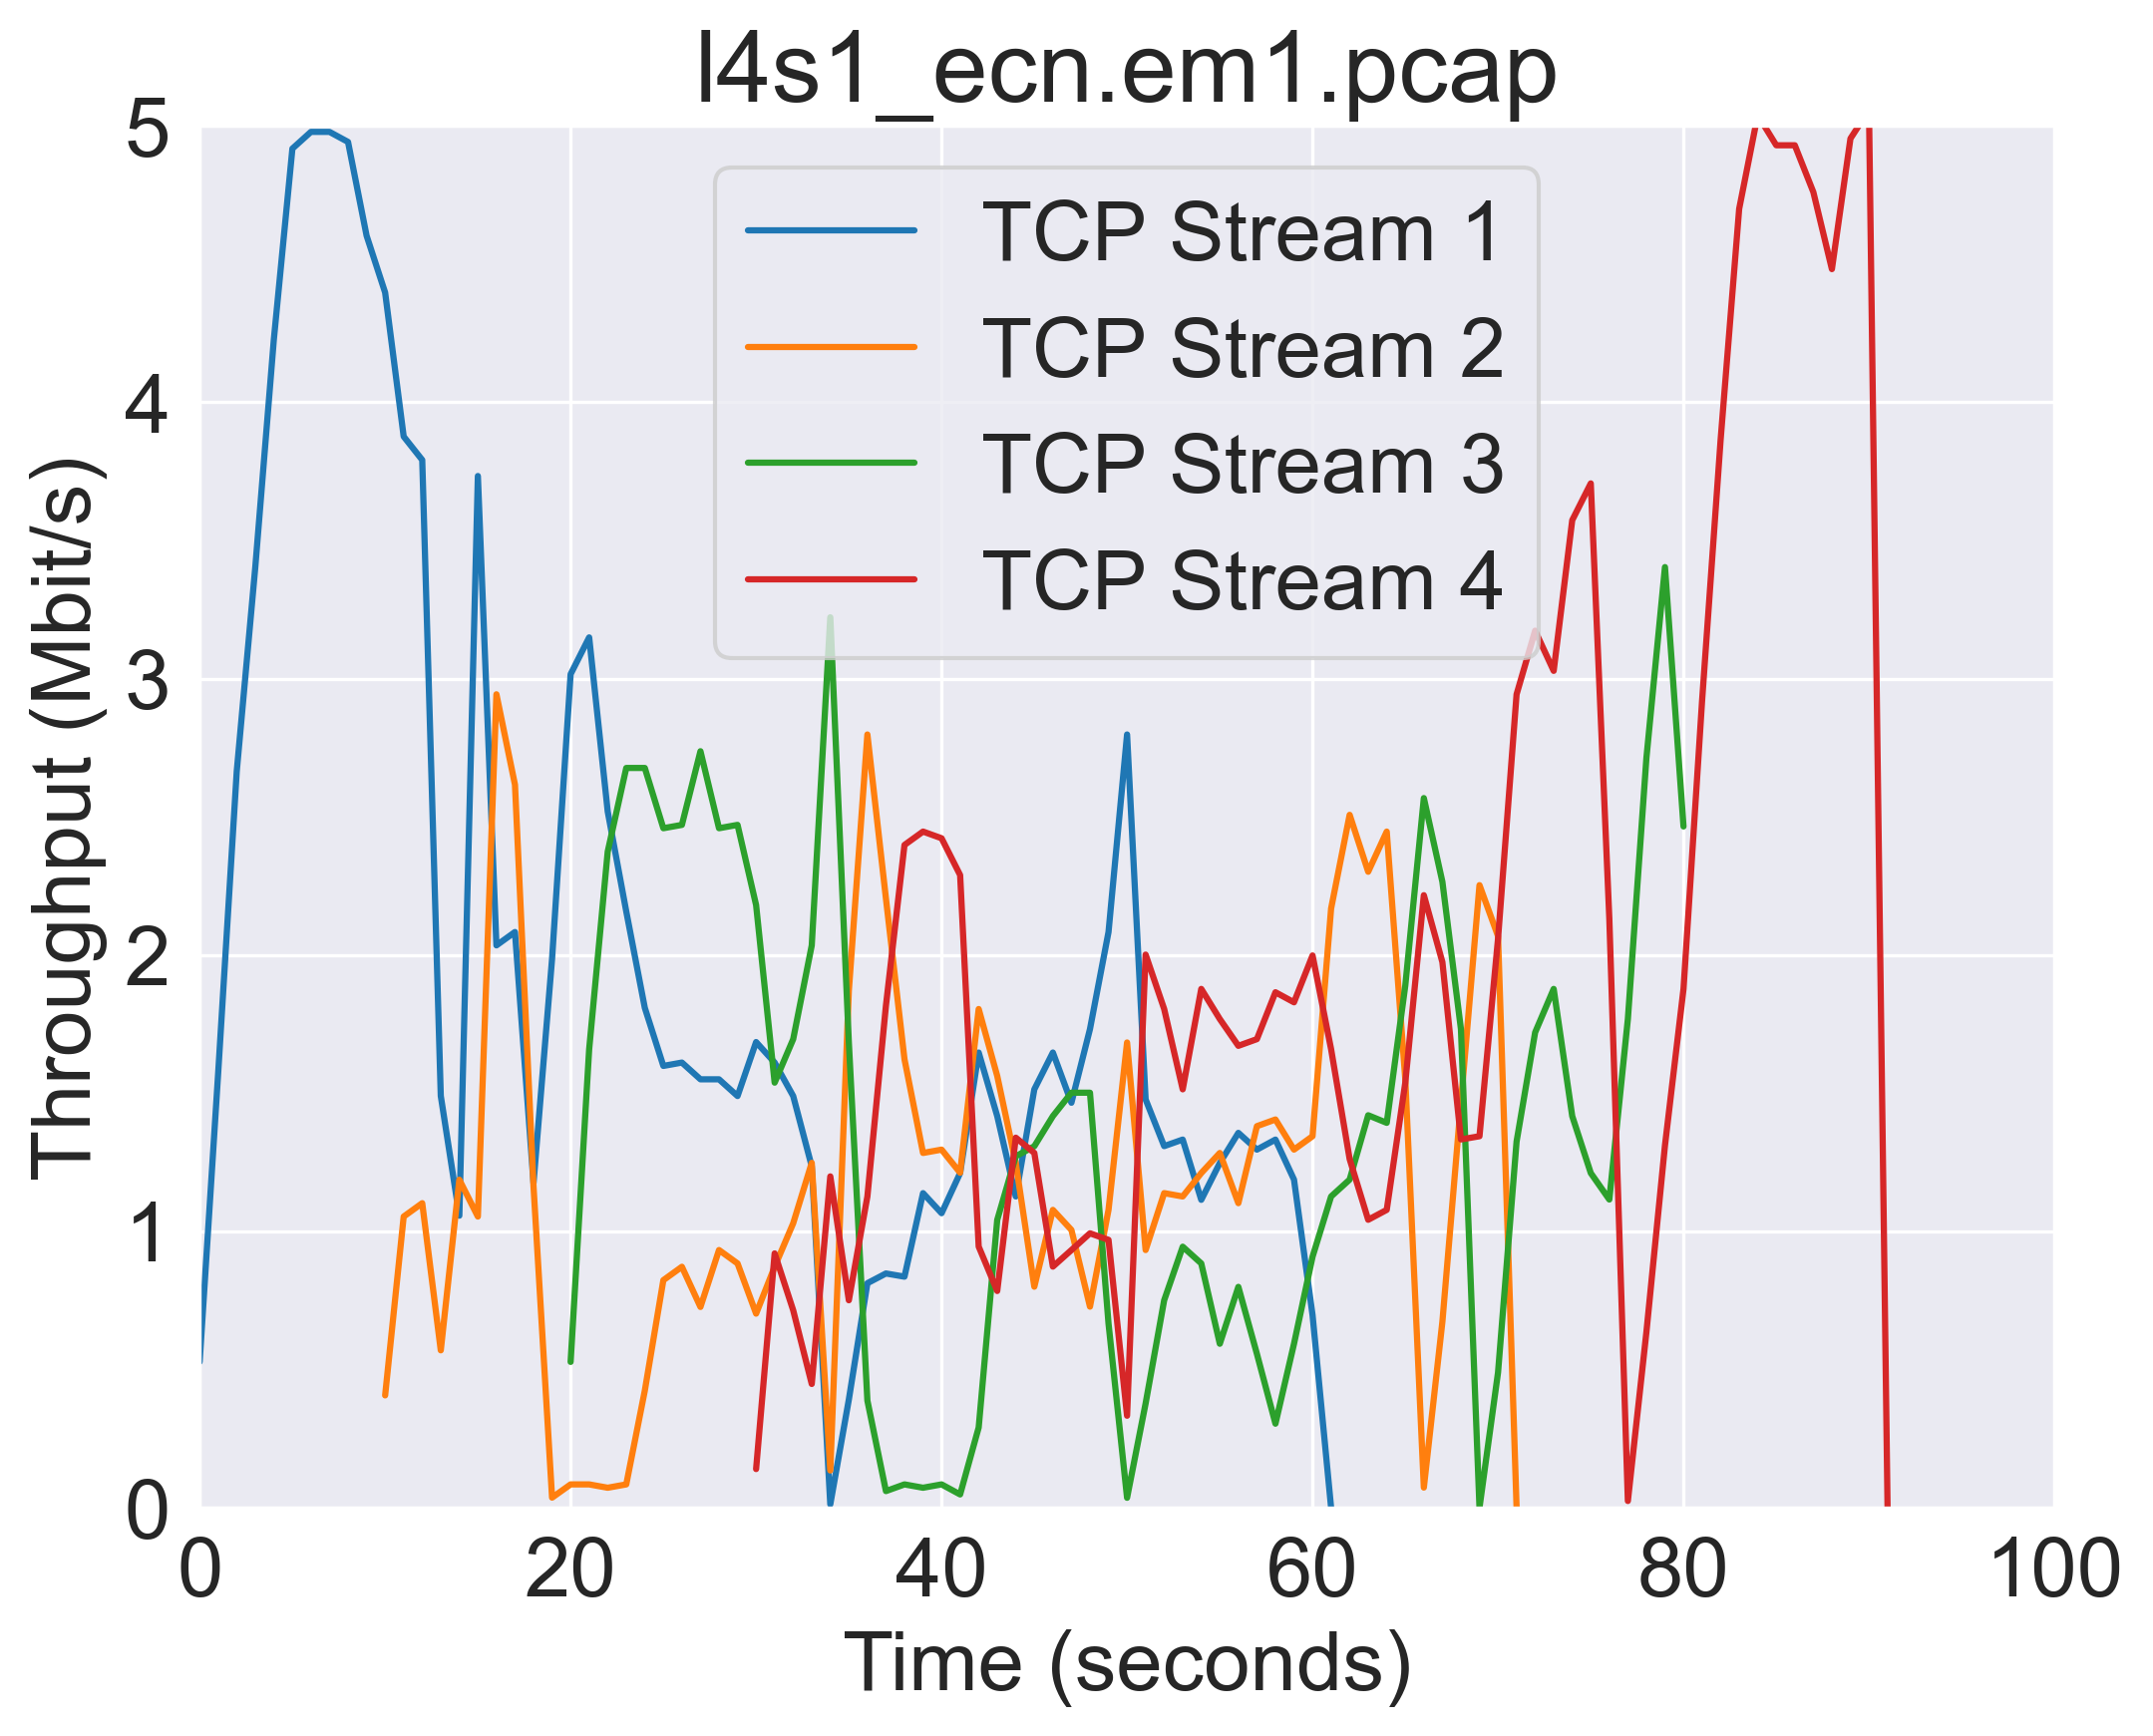 l4s1_ecn.em1.pcap
5
4
3
2
1
0
Throughput (Mbit/s)
TCP Stream 1
TCP Stream 2
TCP Stream 3
TCP Stream 4
0 20 40 60 80 100
Time (seconds)